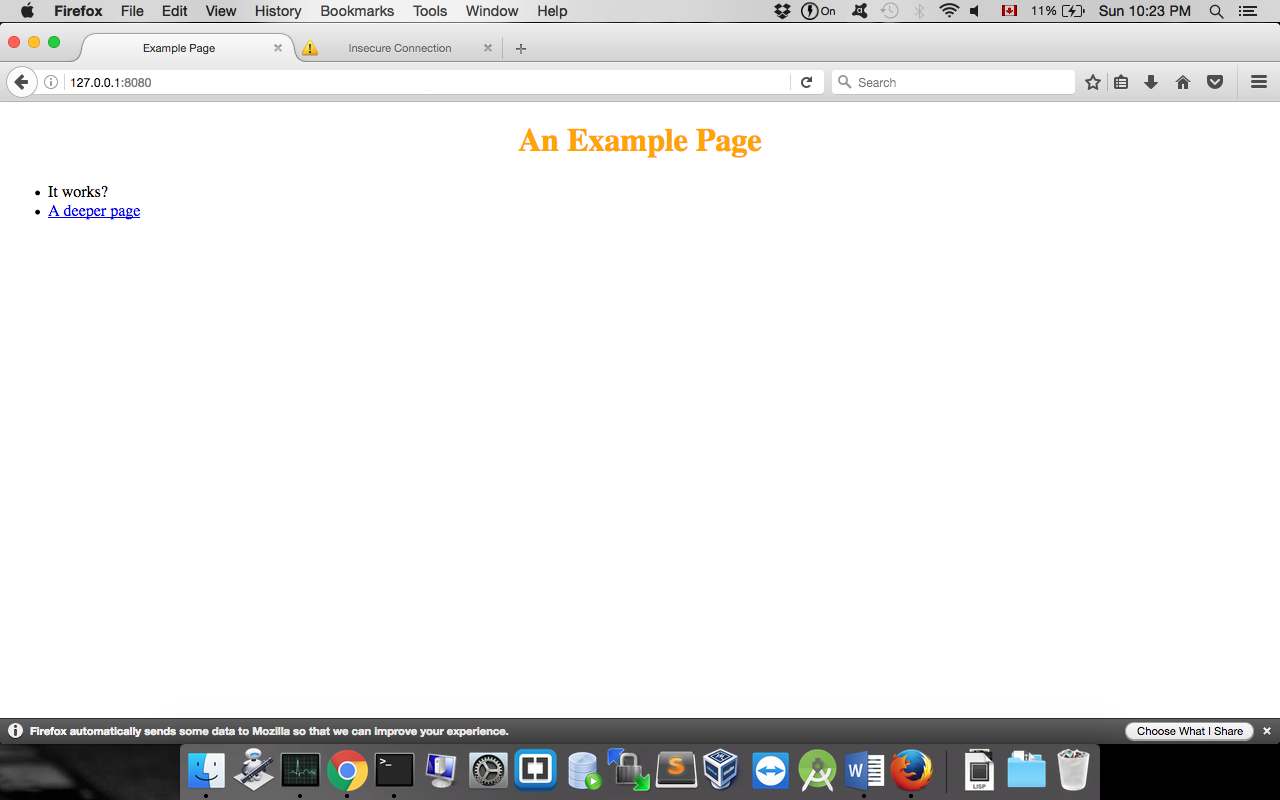 Firefox File Edit View History Bookmarks Tools Window Help On 11% Sun 10:23 PM
Example Page Insecure Connection
127.0.0.1:8080 Search
An Example Page
• It works?
• A deeper page
Firefox automatically sends some data to Mozilla so that we can improve your experience. Choose What I Share
>_ S W LISP